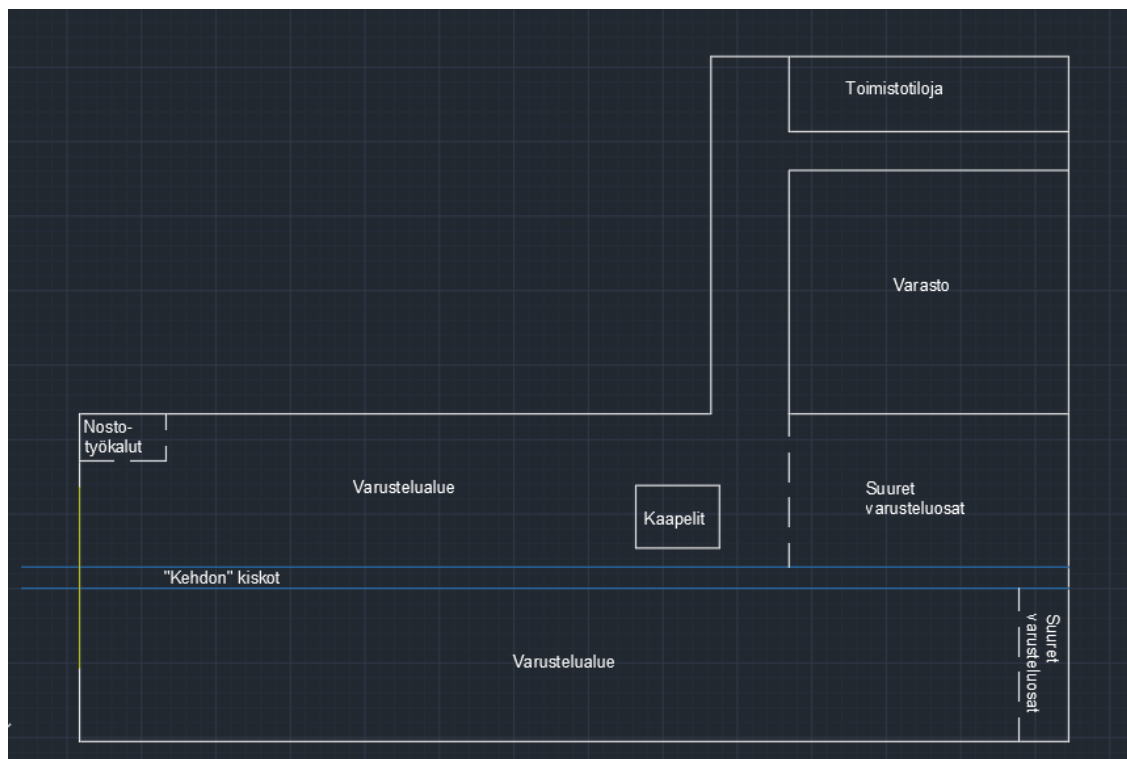 Toimistotiloja
Varasto
Nosto-
työkalut
Varustelualue
Kaapelit
Suuret
varusteluosat
"Kehdon" kiskot
Varustelualue
Suuret
varusteluosat